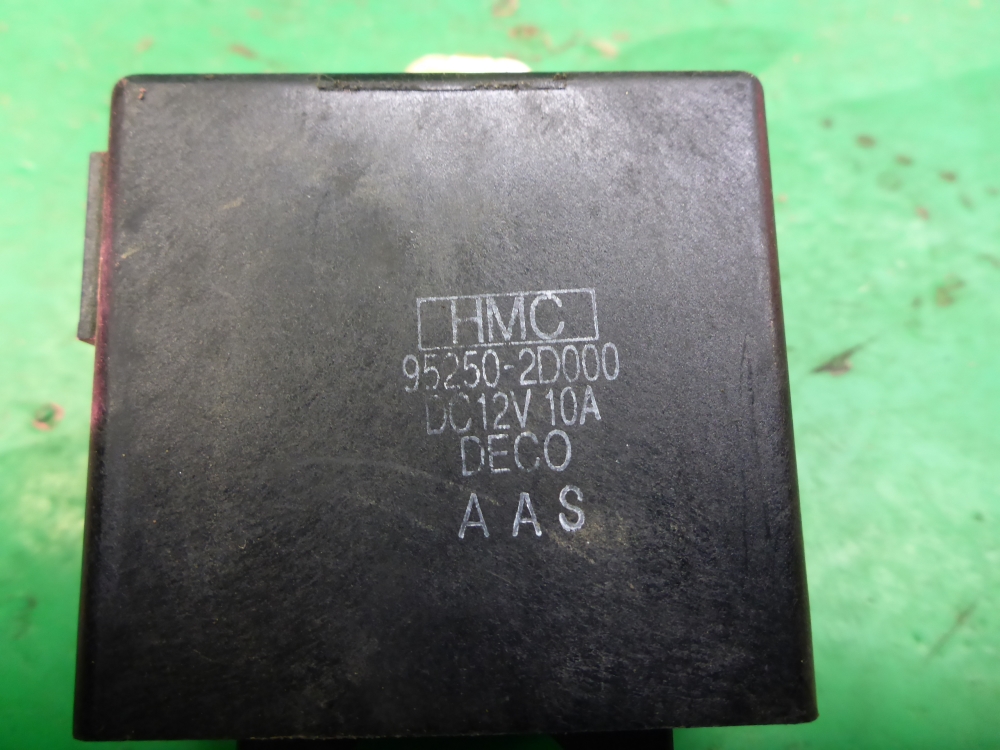 HMC
95250-2D000
DC12V 10A
DECO
A A S